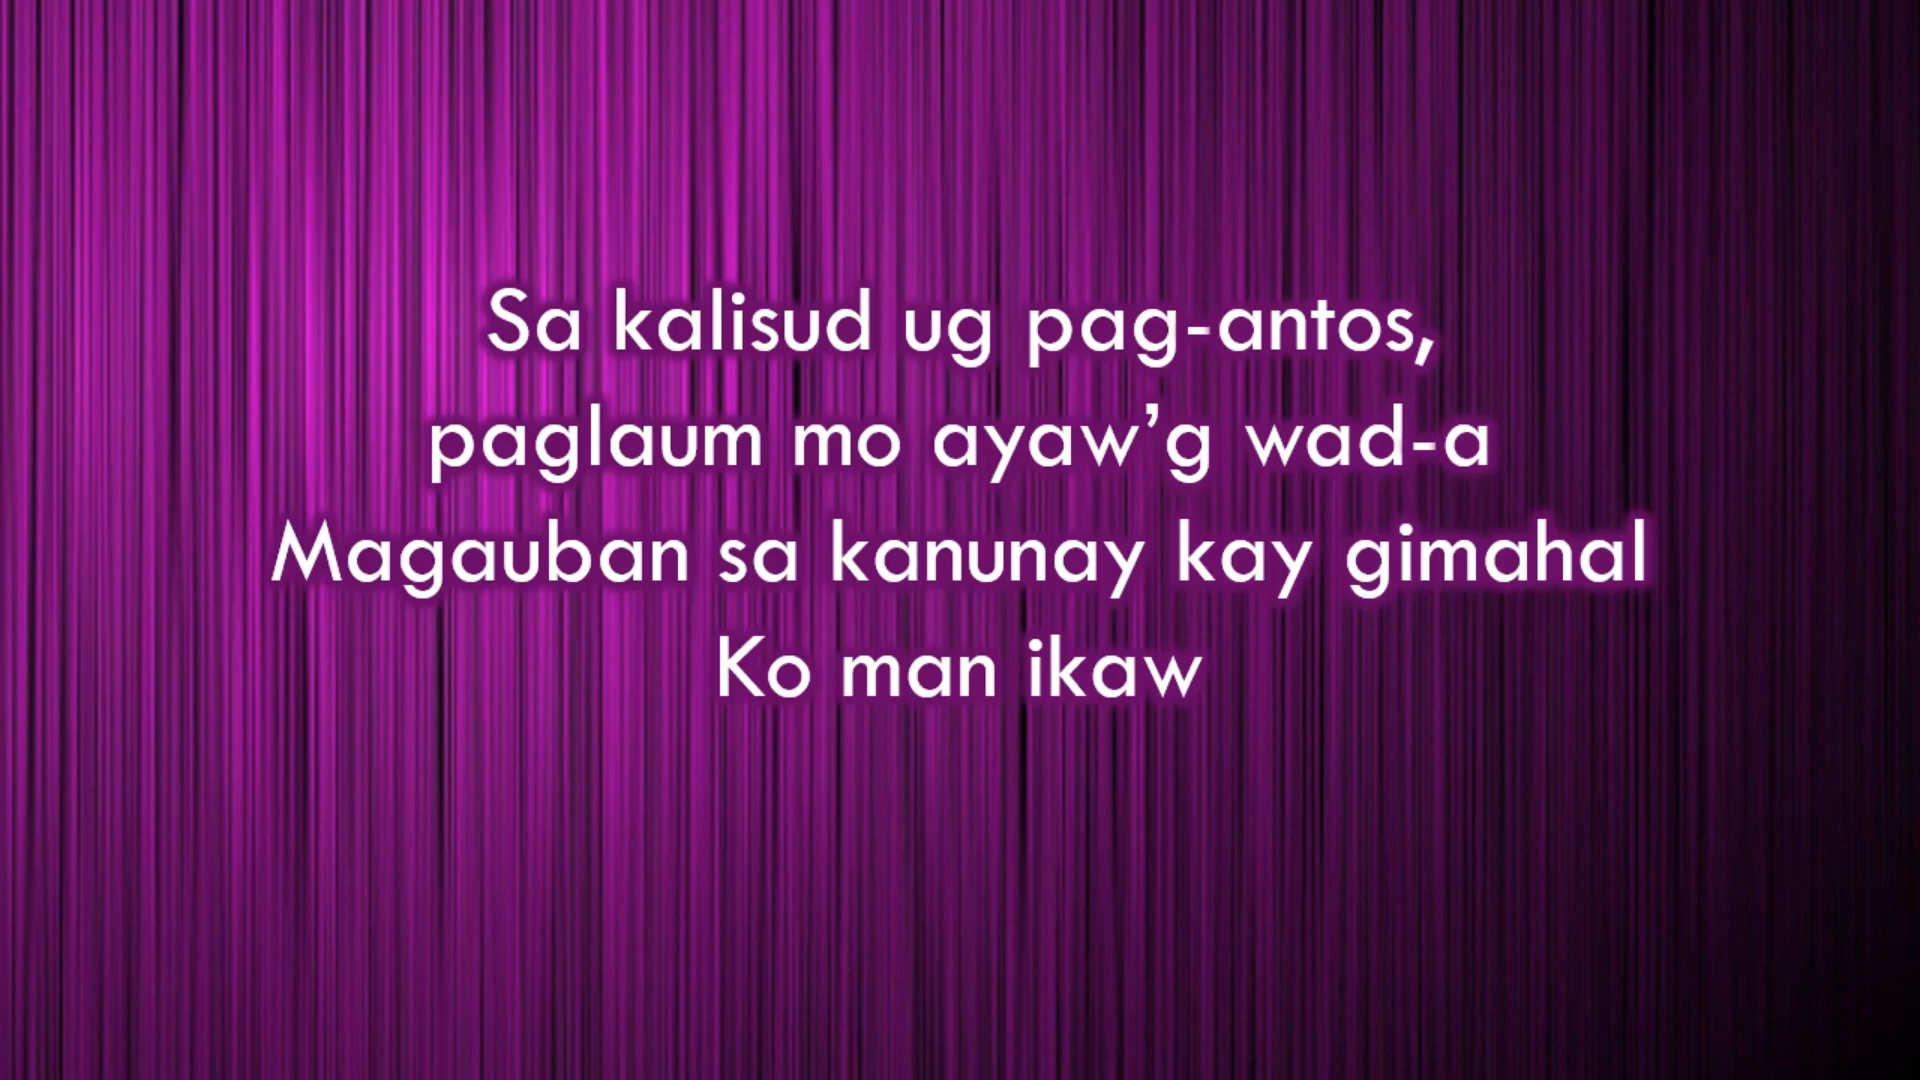 Sa kalisud ug pag-antos,
paglaum mo ayaw’g wad-a
Magauban sa kanunay kay gimahal
Ko man ikaw